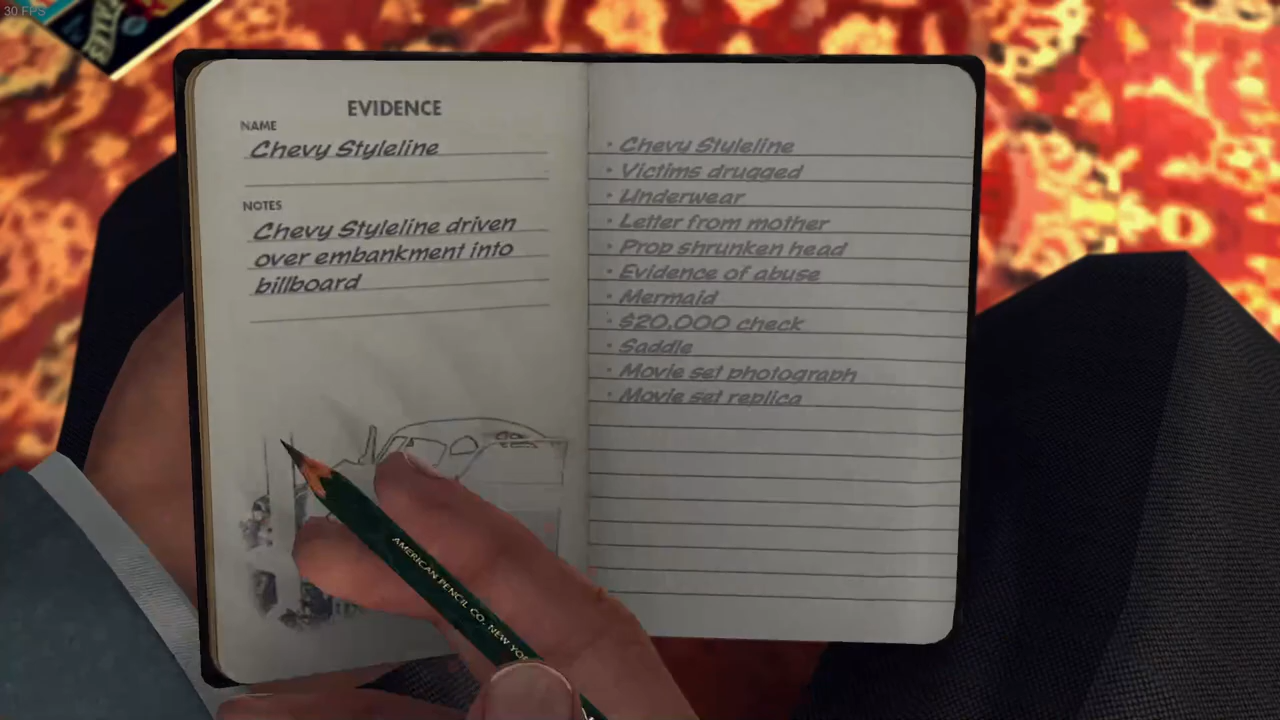 30 FPS
EVIDENCE
NAME
Chevy Styleline
NOTES
Chevy Styleline driven
over embankment into
billboard
• Chevy Styleline
• Victims drugged
• Underwear
• Letter from mother
• Prop shrunken head
• Evidence of abuse
• Mermaid
• $20,000 check
• Saddle
• Movie set photograph
• Movie set replica
AMERICAN PENCIL CO. NEW YO